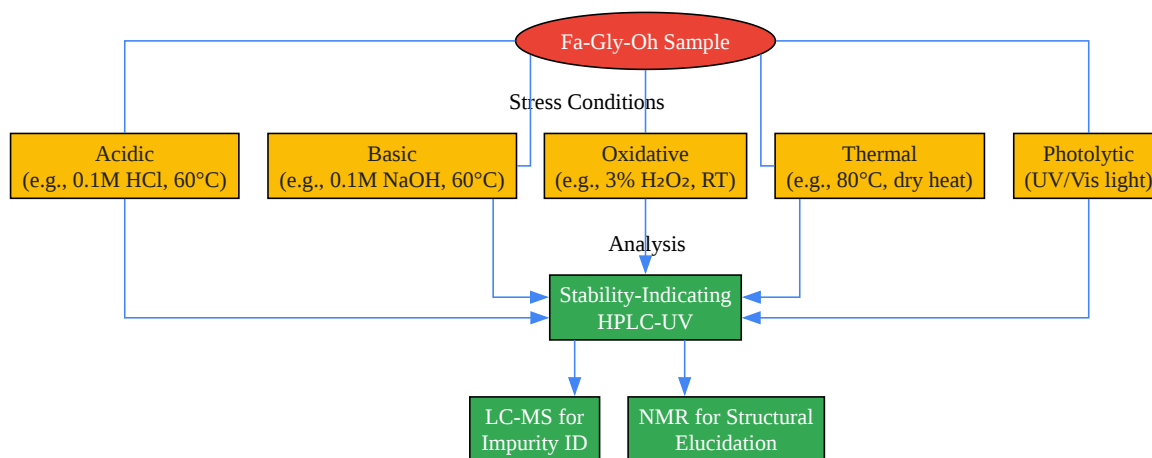 Fa-Gly-Oh Sample
Stress Conditions
Acidic
(e.g., 0.1M HCl, 60°C)
Basic
(e.g., 0.1M NaOH, 60°C)
Oxidative
(e.g., 3% H₂O₂, RT)
Thermal
(e.g., 80°C, dry heat)
Photolytic
(UV/Vis light)
Analysis
Stability-Indicating
HPLC-UV
LC-MS for
Impurity ID
NMR for Structural
Elucidation